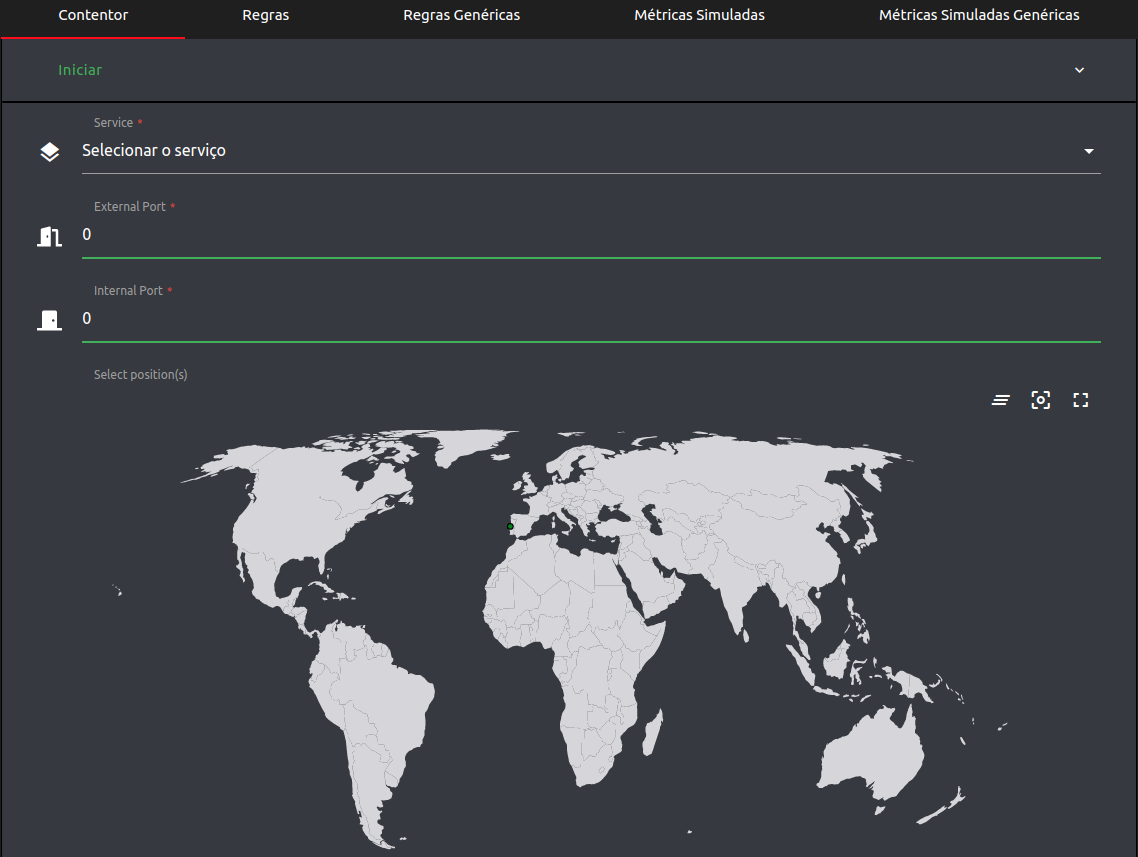 Contentor Regras Regras Genéricas Métricas Simuladas Métricas Simuladas Genéricas
Iniciar
Service *
Selecionar o serviço
External Port *
0
Internal Port *
0
Select position(s)